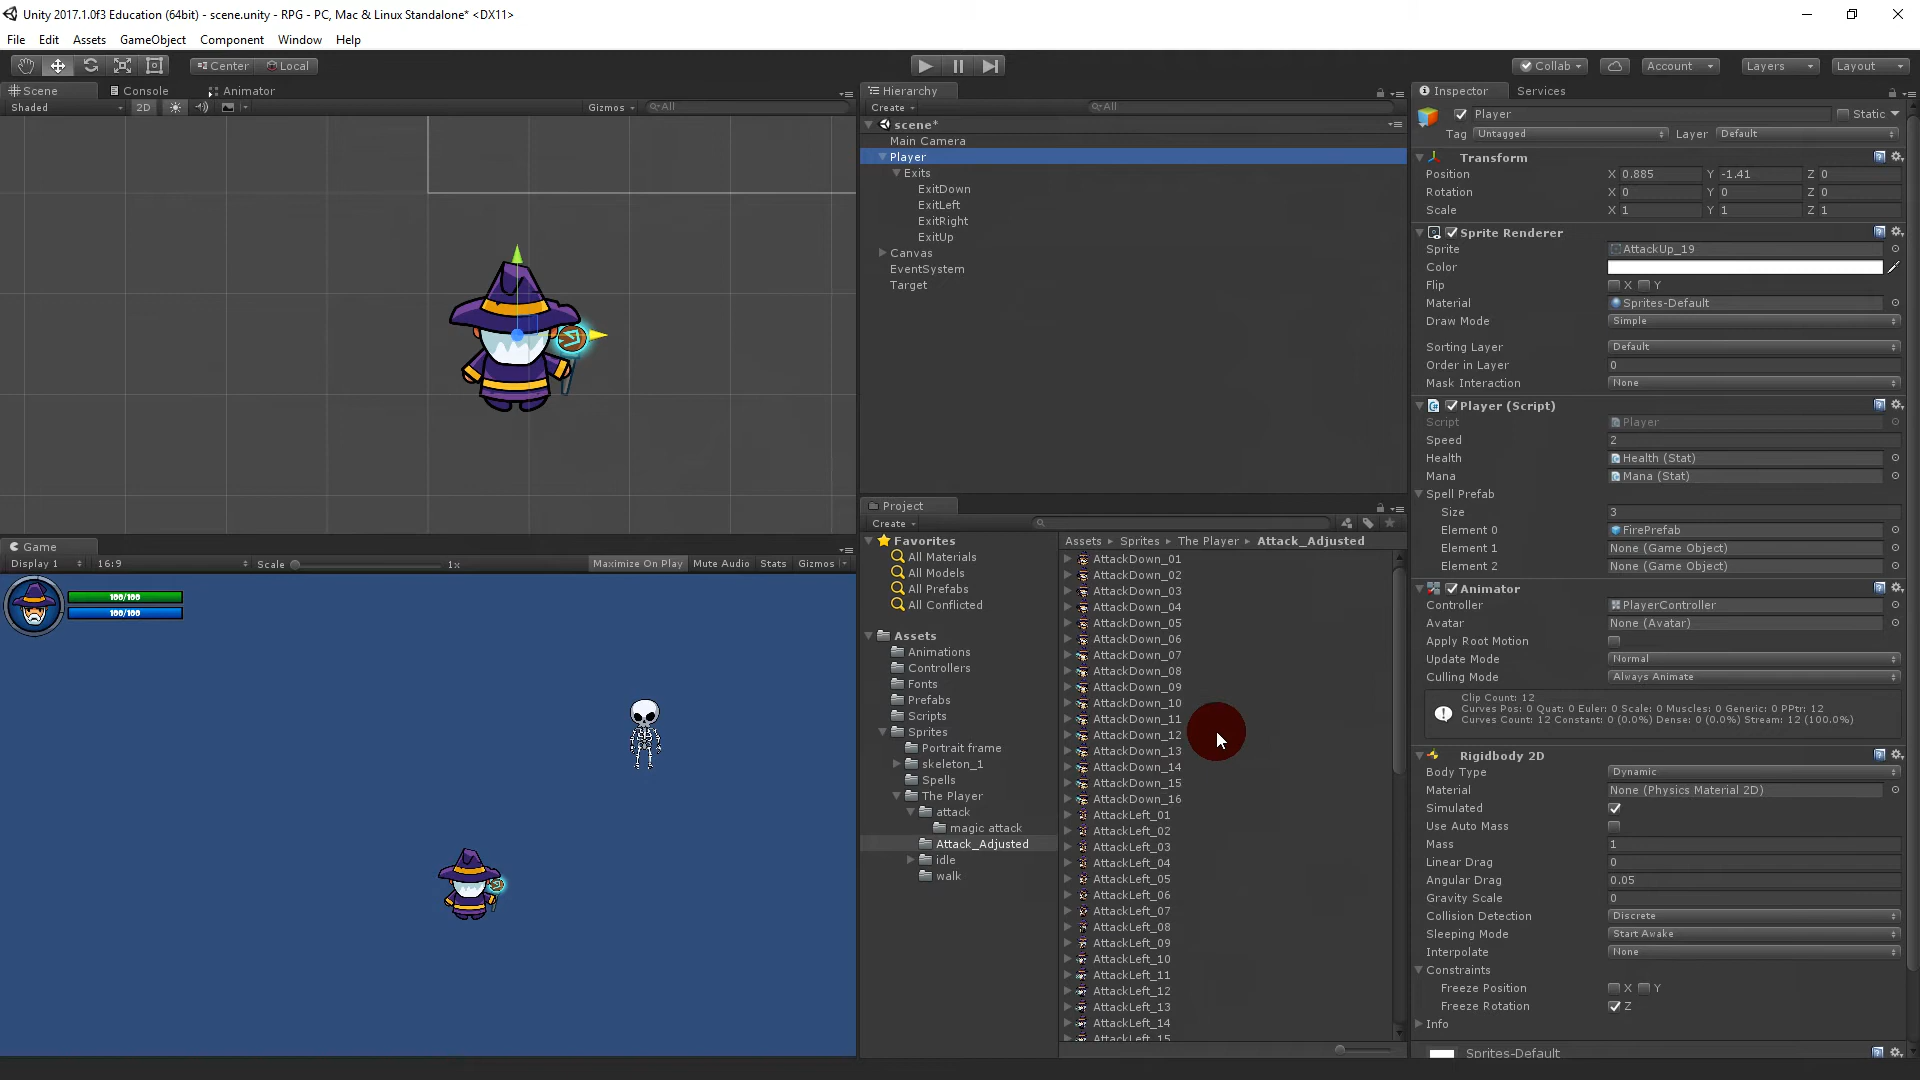 Unity 2017.1.0f3 Education (64bit) - scene.unity - RPG - PC, Mac & Linux Standalone* <DX11>
File Edit Assets GameObject Component Window Help
Center Local Collab Account Layers Layout
Scene Console Animator
Shaded 2D Gizmos All
Hierarchy
Create All
scene*
Main Camera
Player
Exits
ExitDown
ExitLeft
ExitRight
ExitUp
Canvas
EventSystem
Target
Game
Display 1 16:9 Scale 1x Maximize On Play Mute Audio Stats Gizmos
100/100
100/100
Project
Create
Favorites
All Materials
All Models
All Prefabs
All Conflicted
Assets
Animations
Controllers
Fonts
Prefabs
Scripts
Sprites
Portrait frame
skeleton_1
Spells
The Player
attack
magic attack
Attack_Adjusted
idle
walk
Assets Sprites The Player Attack_Adjusted
AttackDown_01
AttackDown_02
AttackDown_03
AttackDown_04
AttackDown_05
AttackDown_06
AttackDown_07
AttackDown_08
AttackDown_09
AttackDown_10
AttackDown_11
AttackDown_12
AttackDown_13
AttackDown_14
AttackDown_15
AttackDown_16
AttackLeft_01
AttackLeft_02
AttackLeft_03
AttackLeft_04
AttackLeft_05
AttackLeft_06
AttackLeft_07
AttackLeft_08
AttackLeft_09
AttackLeft_10
AttackLeft_11
AttackLeft_12
AttackLeft_13
AttackLeft_14
AttackLeft_15
Inspector Services
Player Static
Tag Untagged Layer Default
Transform
Position X 0.885 Y -1.41 Z 0
Rotation X 0 Y 0 Z 0
Scale X 1 Y 1 Z 1
Sprite Renderer
Sprite AttackUp_19
Color
Flip X Y
Material Sprites-Default
Draw Mode Simple
Sorting Layer Default
Order in Layer 0
Mask Interaction None
Player (Script)
Script Player
Speed 2
Health Health (Stat)
Mana Mana (Stat)
Spell Prefab
Size 3
Element 0 FirePrefab
Element 1 None (Game Object)
Element 2 None (Game Object)
Animator
Controller PlayerController
Avatar None (Avatar)
Apply Root Motion
Update Mode Normal
Culling Mode Always Animate
Clip Count: 12
Curves Pos: 0 Quat: 0 Euler: 0 Scale: 0 Muscles: 0 Generic: 0 PPtr: 12
Curves Count: 12 Constant: 0 (0.0%) Dense: 0 (0.0%) Stream: 12 (100.0%)
Rigidbody 2D
Body Type Dynamic
Material None (Physics Material 2D)
Simulated
Use Auto Mass
Mass 1
Linear Drag 0
Angular Drag 0.05
Gravity Scale 0
Collision Detection Discrete
Sleeping Mode Start Awake
Interpolate None
Constraints
Freeze Position X Y
Freeze Rotation Z
Info
Sprites-Default